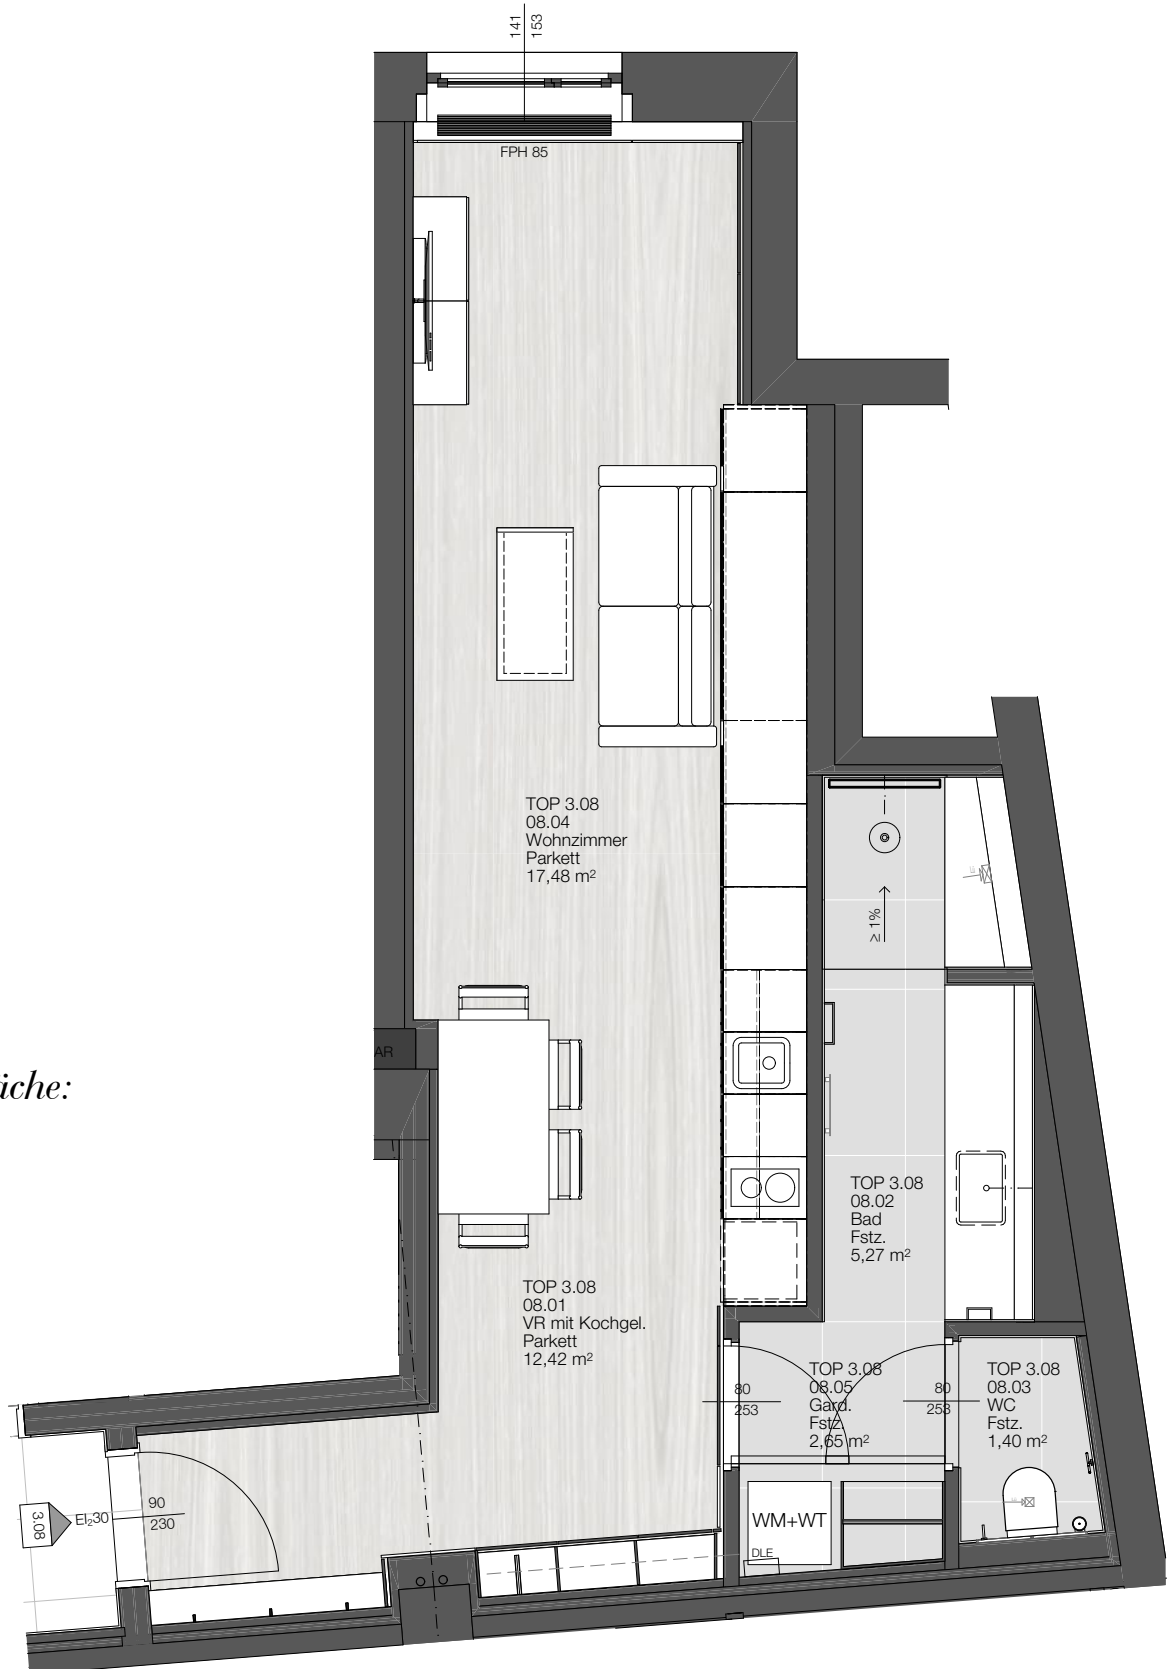 141
153
FPH 85
TOP 3.08
08.04
Wohnzimmer
Parkett
17,48 m²
≥ 1%
AR
äche:
TOP 3.08
08.02
Bad
Fstz.
5,27 m²
TOP 3.08
08.01
VR mit Kochgel.
Parkett
12,42 m²
80
253
TOP 3.08
08.05
Gard.
Fstz.
2,65 m²
80
253
TOP 3.08
08.03
WC
Fstz.
1,40 m²
3.08
EI₂30
90
230
WM+WT
DLE